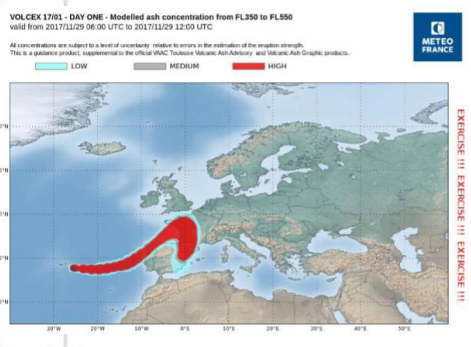 VOLCEX 17/01 - DAY ONE - Modelled ash concentration from FL350 to FL550
valid from 2017/11/29 06:00 UTC to 2017/11/29 12:00 UTC
All concentrations are subject to a level of uncertainty relative to errors in the estimation of the eruption strength.
This is a guidance product, supplemental to the official VAAC Toulouse Volcanic Ash Advisory and Volcanic Ash Graphic products.
LOW MEDIUM HIGH
METEO
FRANCE
EXERCISE !!! EXERCISE !!! EXERCISE !!!
30°W 20°W 10°W 0°E 10°E 20°E 30°E 40°E 50°E